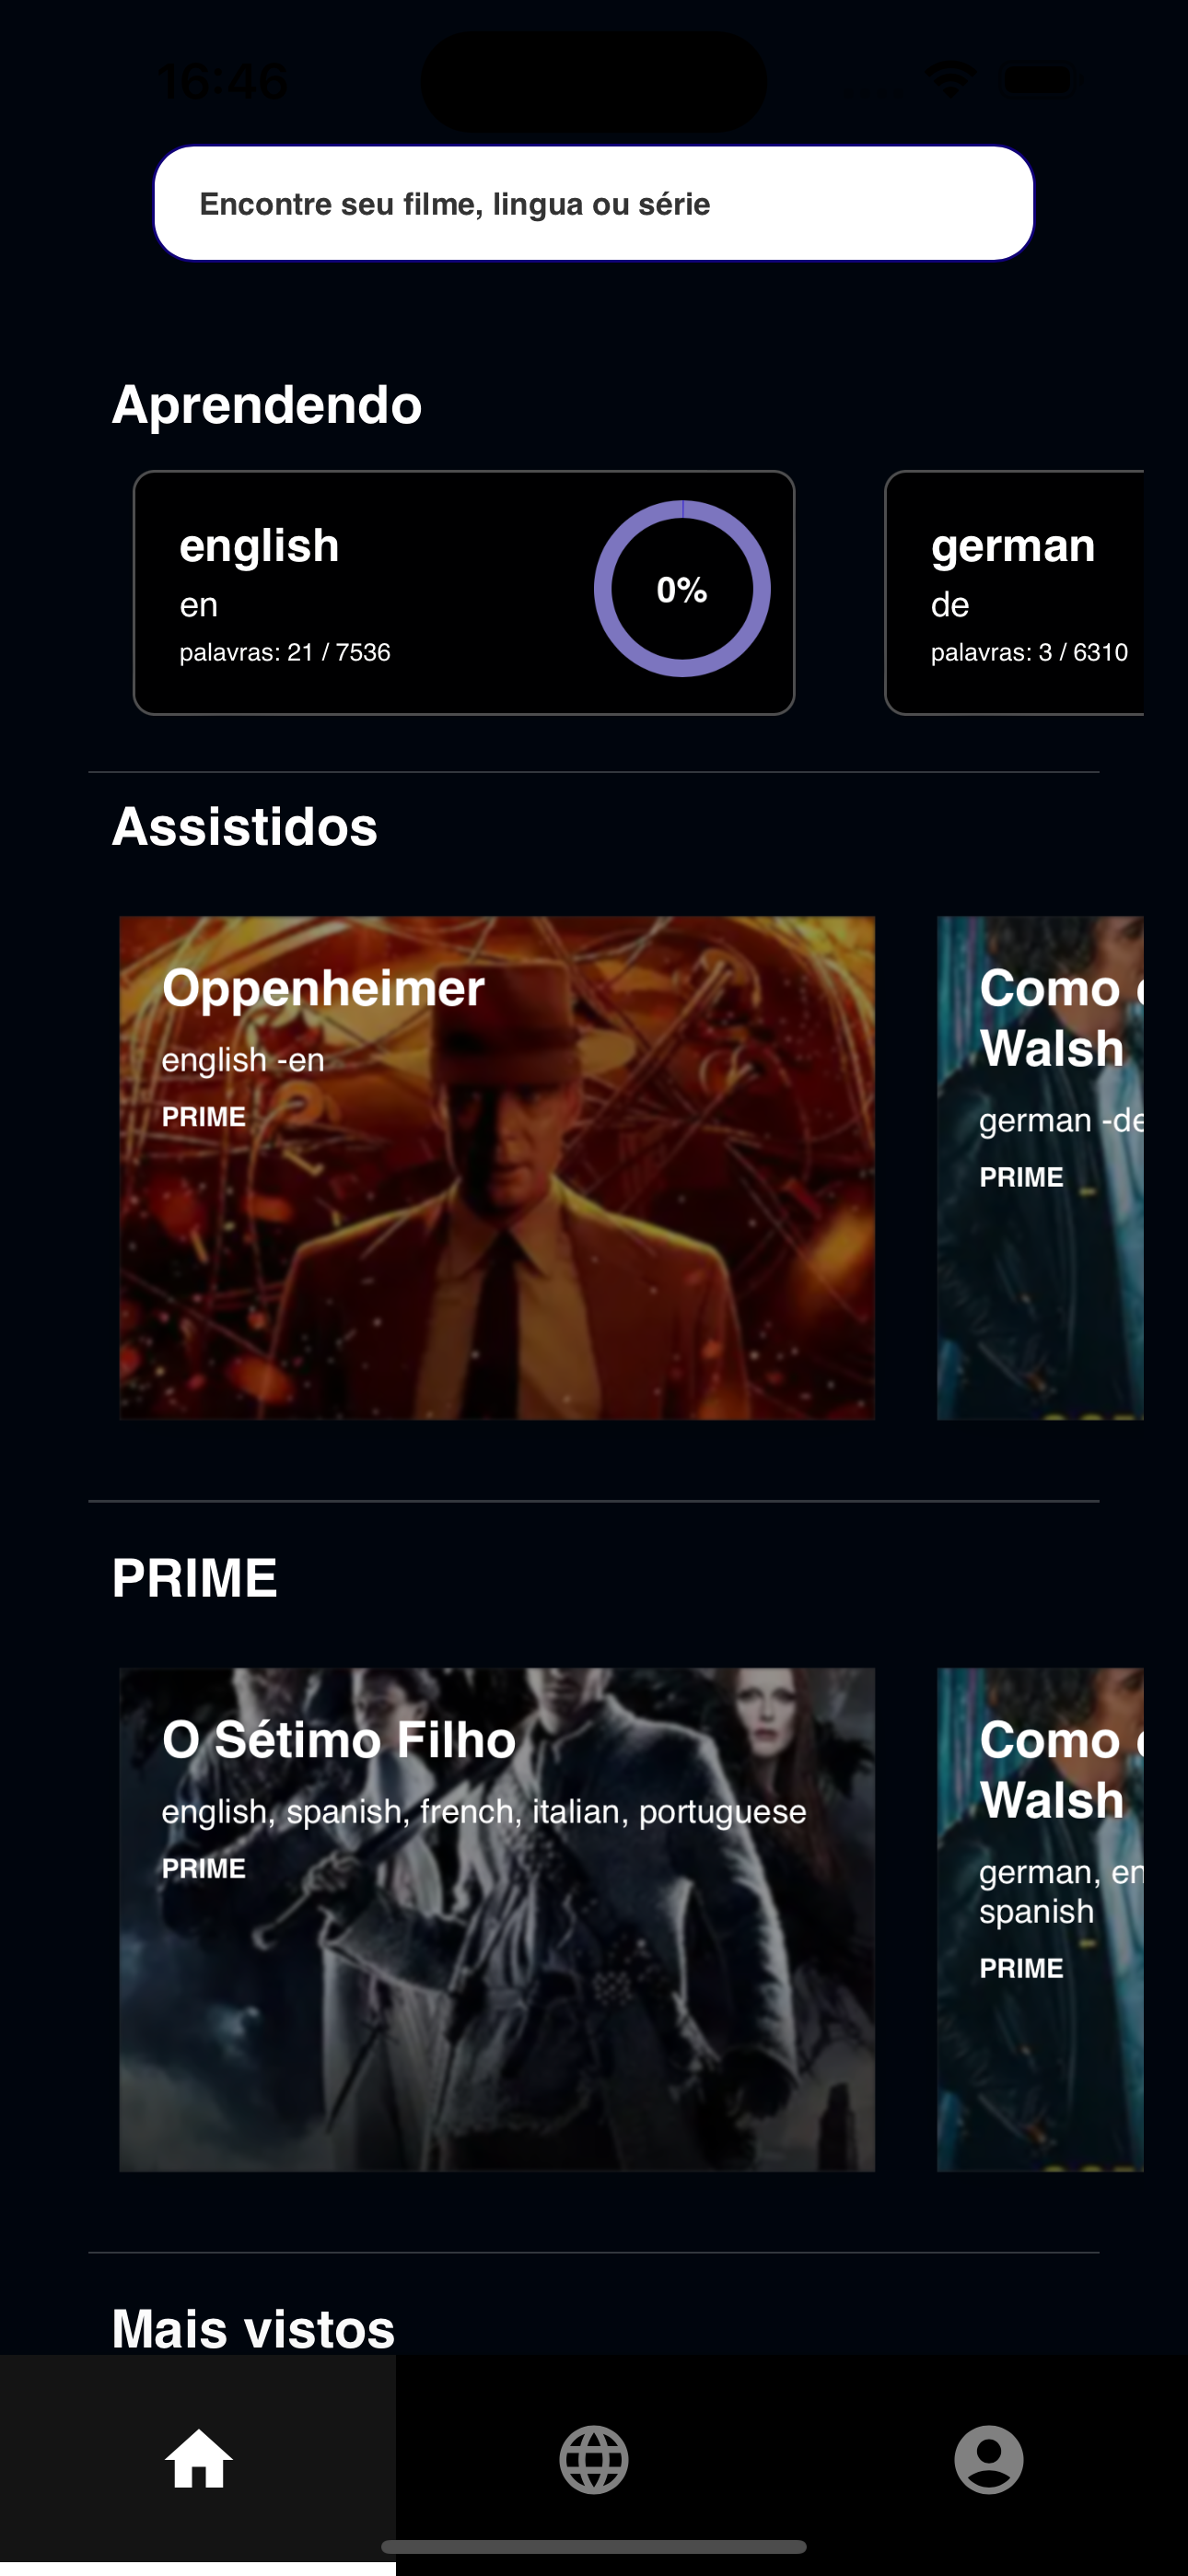 16:46
Encontre seu filme, lingua ou série
Aprendendo
english
en
palavras: 21 / 7536
0%
german
de
palavras: 3 / 6310
Assistidos
Oppenheimer
english -en
PRIME
Como
Walsh
german -de
PRIME
PRIME
O Sétimo Filho
english, spanish, french, italian, portuguese
PRIME
Como
Walsh
german, en
spanish
PRIME
Mais vistos